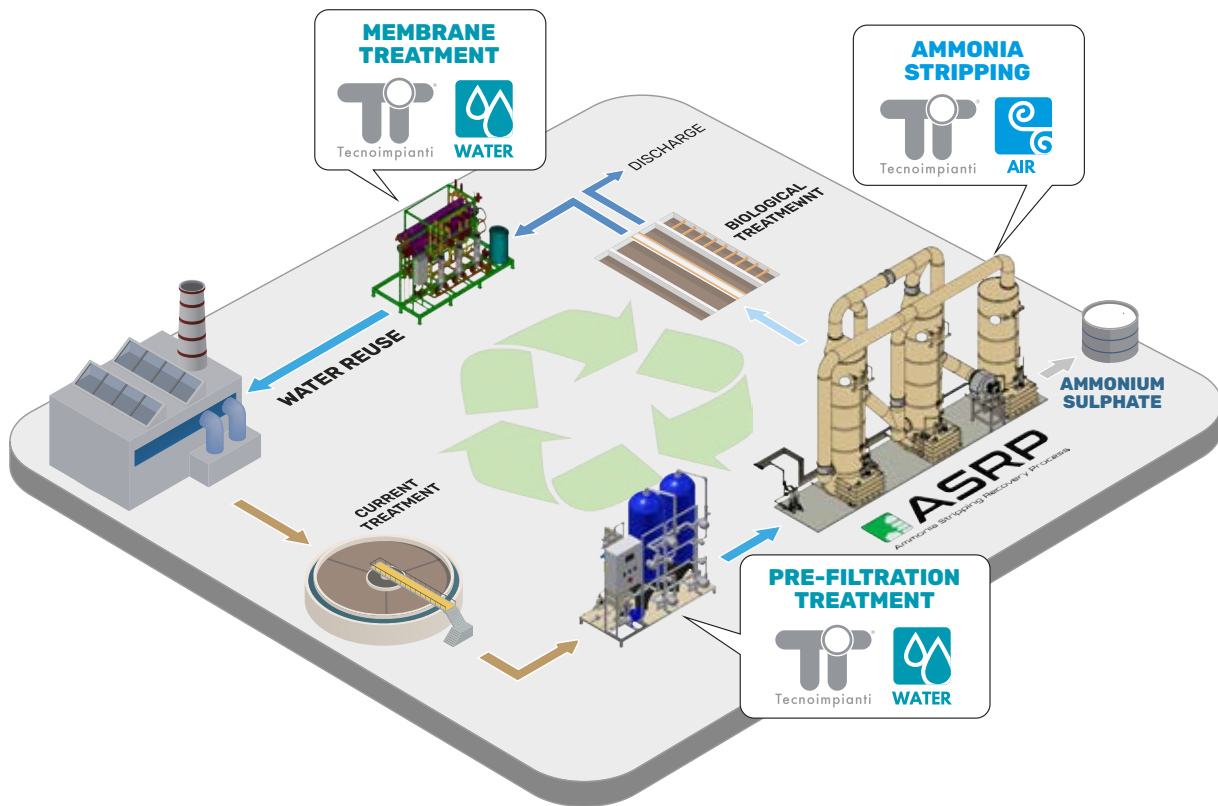 MEMBRANE
TREATMENT
Tecnoimpianti
WATER
AMMONIA
STRIPPING
Tecnoimpianti
AIR
DISCHARGE
BIOLOGICAL
TREATMEWNT
WATER REUSE
AMMONIUM
SULPHATE
CURRENT
TREATMENT
ASRP
Ammonia Stripping Recovery Process
PRE-FILTRATION
TREATMENT
Tecnoimpianti
WATER